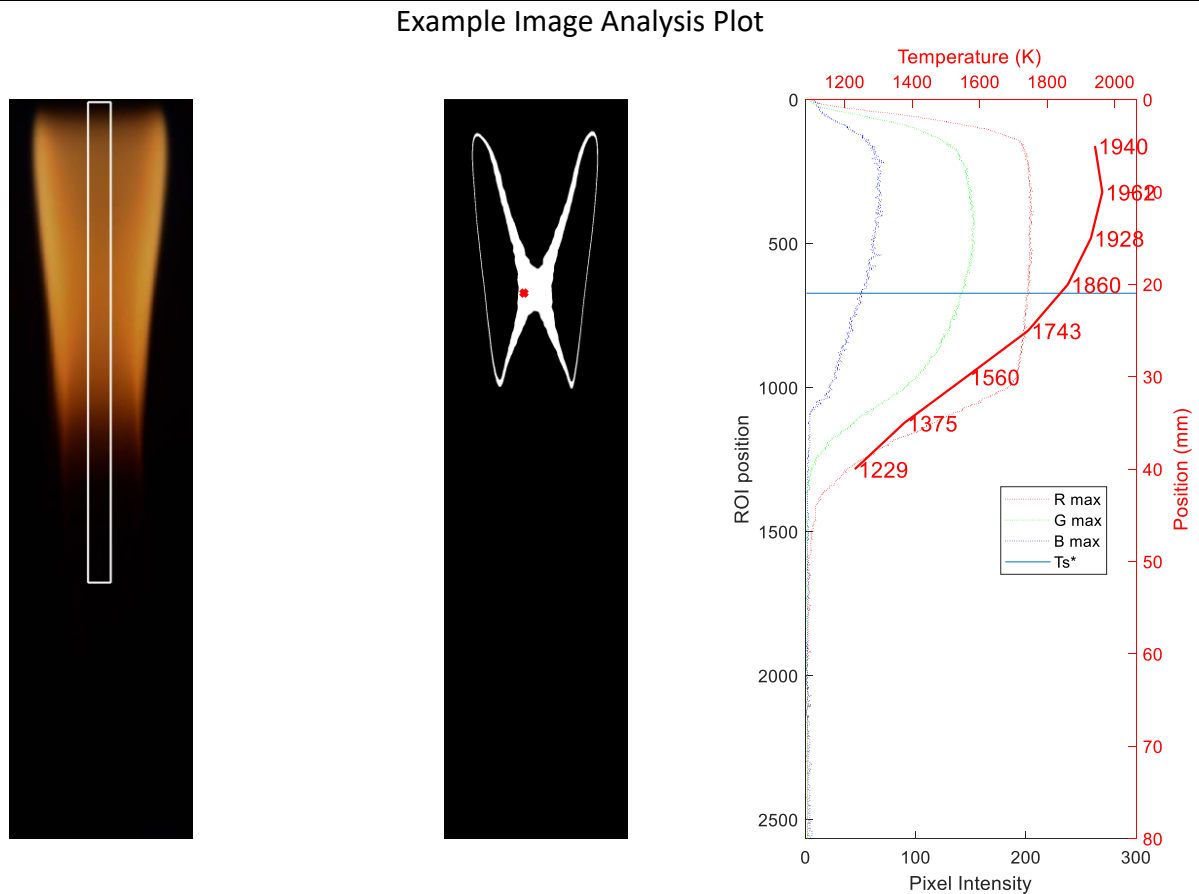 Example Image Analysis Plot
Temperature (K)
1200 1400 1600 1800 2000
0
500
1000
1500
2000
2500
ROI position
0 100 200 300
Pixel Intensity
0
10
20
30
40
50
60
70
80
Position (mm)
1940
1962
1928
1860
1743
1560
1375
1229
R max
G max
B max
Ts*